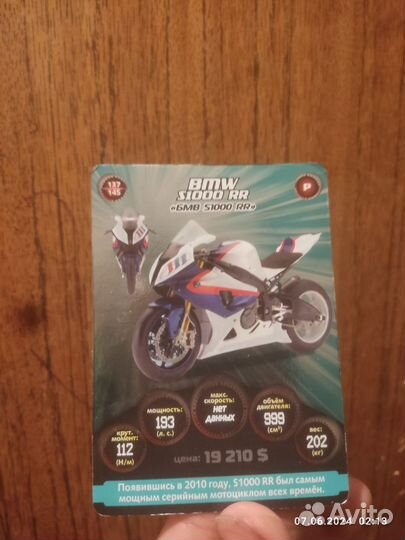 137
145
BMW
S1000 RR
«БМВ S1000 RR»
P
крут.
момент:
112
(Н/м)
мощность:
193
(л. с.)
макс.
скорость:
нет
данных
объём
двигателя:
999
(см³)
вес:
202
(кг)
цена: 19 210 $
Появившись в 2010 году, S1000 RR был самым
мощным серийным мотоциклом всех времён.
07.06.2024 02:13
Avito